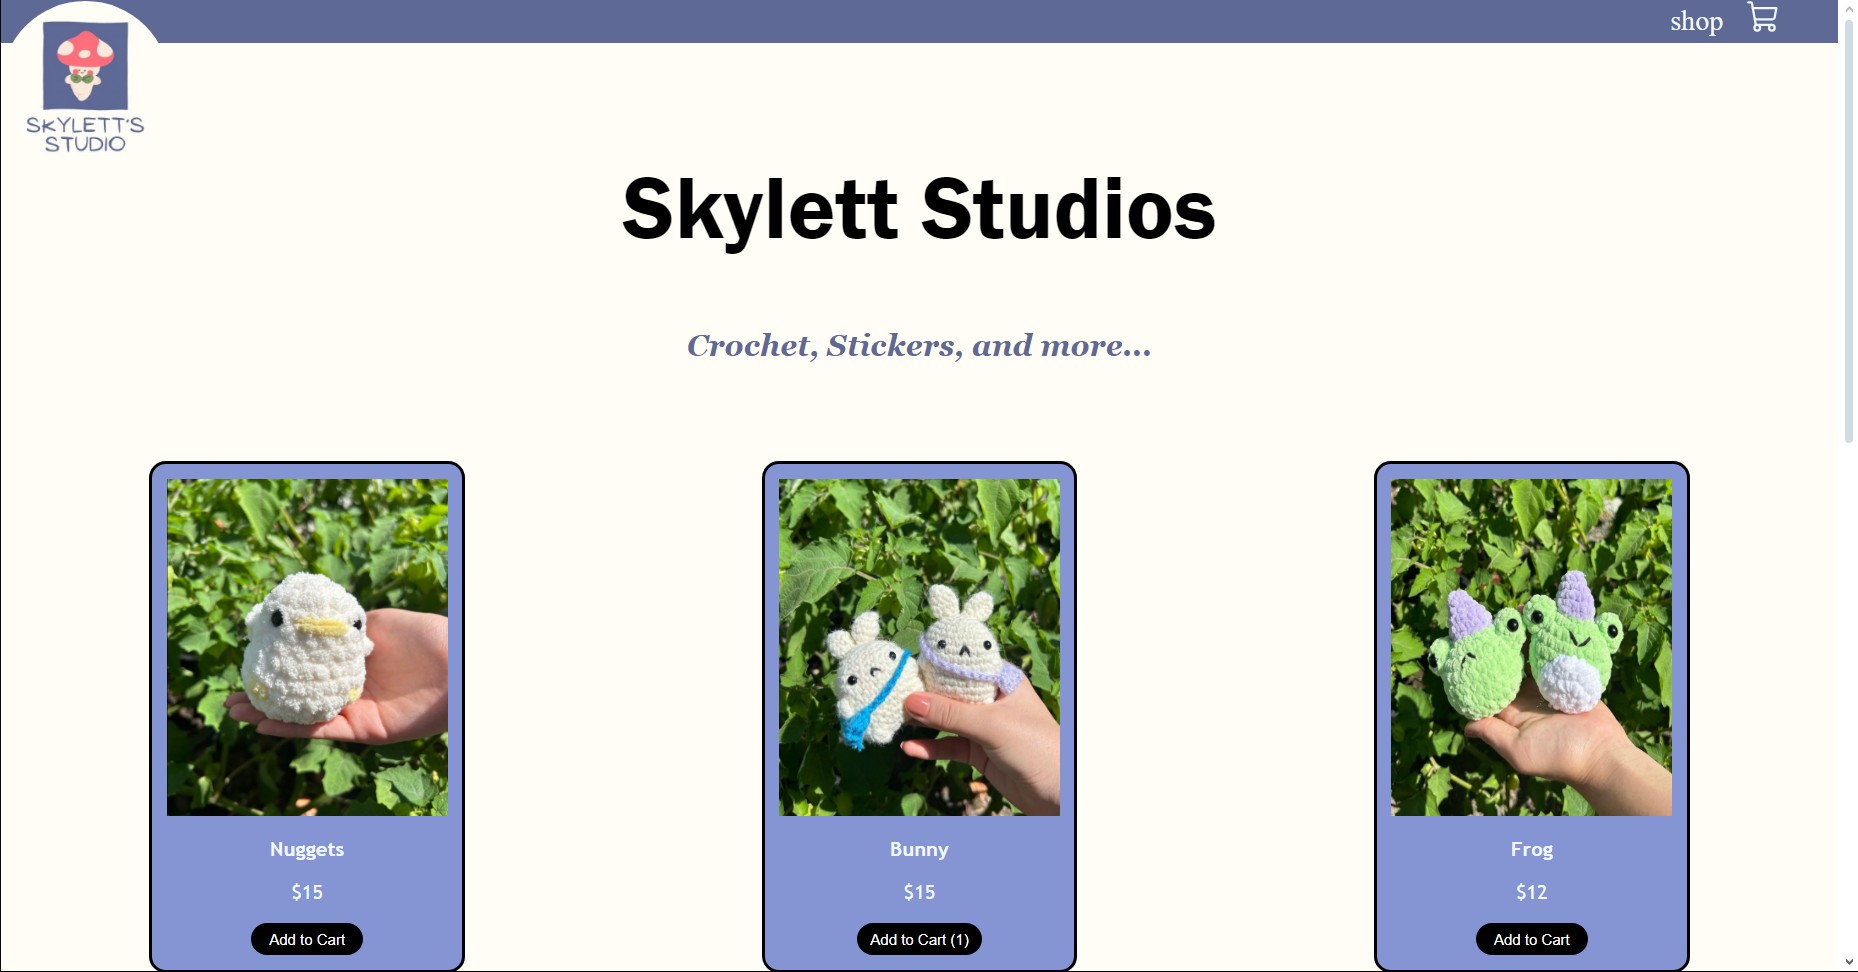 shop
SKYLETT'S
STUDIO
Skylett Studios
Crochet, Stickers, and more...
Nuggets
$15
Add to Cart
Bunny
$15
Add to Cart (1)
Frog
$12
Add to Cart